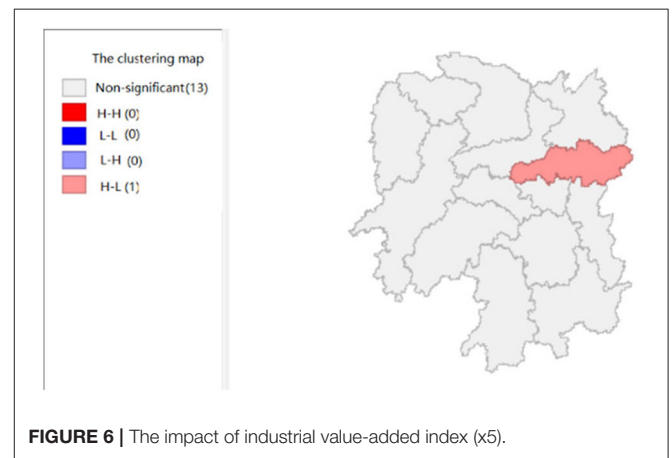 The clustering map
Non-significant(13)
H-H (0)
L-L (0)
L-H (0)
H-L (1)
FIGURE 6 | The impact of industrial value-added index (x5).